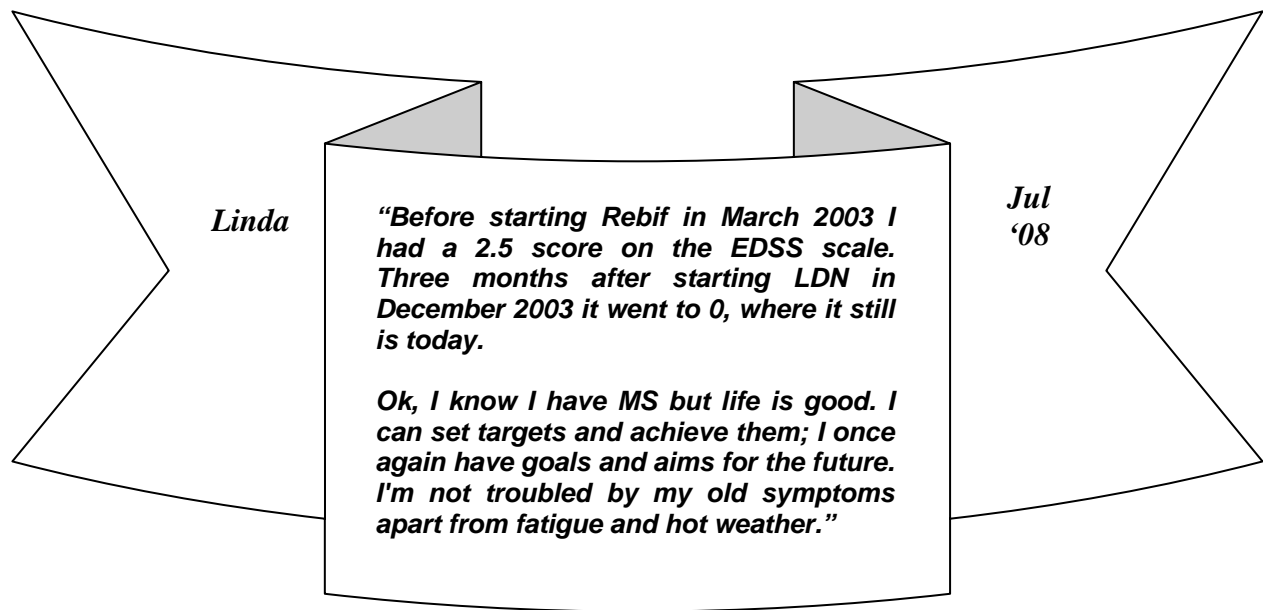 Linda
“Before starting Rebif in March 2003 I
had a 2.5 score on the EDSS scale.
Three months after starting LDN in
December 2003 it went to 0, where it still
is today.
Ok, I know I have MS but life is good. I
can set targets and achieve them; I once
again have goals and aims for the future.
I'm not troubled by my old symptoms
apart from fatigue and hot weather.”
Jul
‘08